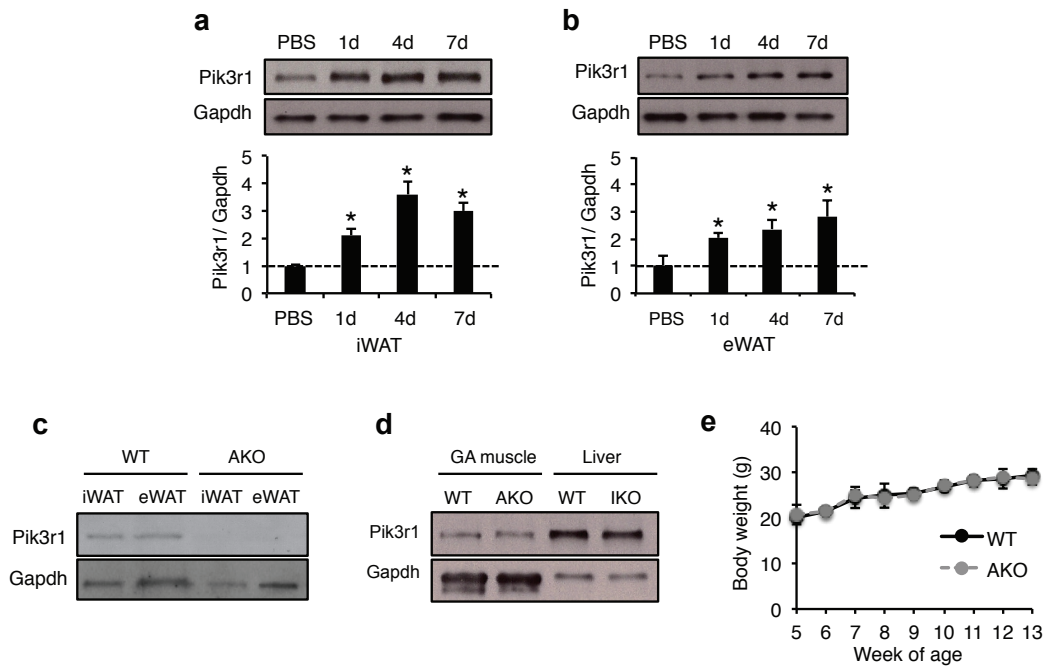 a
PBS 1d 4d 7d
Pik3r1
Gapdh
Pik3r1/ Gapdh
5
4
3
2
1
0
* * *
PBS 1d 4d 7d
iWAT
b
PBS 1d 4d 7d
Pik3r1
Gapdh
Pik3r1/ Gapdh
5
4
3
2
1
0
* * *
PBS 1d 4d 7d
eWAT
c
WT AKO
iWAT eWAT iWAT eWAT
Pik3r1
Gapdh
d
GA muscle Liver
WT AKO WT IKO
Pik3r1
Gapdh
e
Body weight (g)
40
30
20
10
0
WT
AKO
5 6 7 8 9 10 11 12 13
Week of age